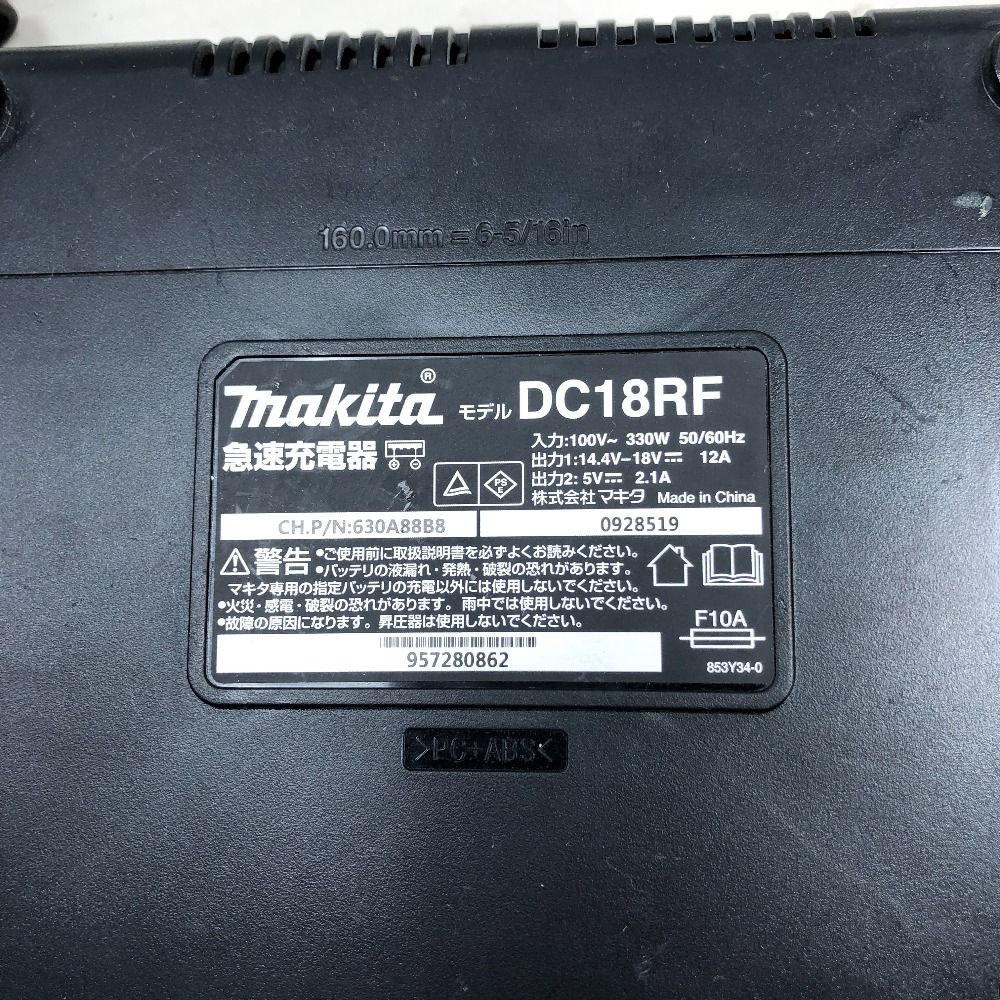 160.0mm = 6-5/16in
Makita® モデル DC18RF
急速充電器
入力:100V~ 330W 50/60Hz
出力1:14.4V-18V⎓ 12A
出力2: 5V⎓ 2.1A
株式会社マキタ Made in China
PS
E
CH.P/N:630A88B8
0928519
⚠警告 •ご使用前に取扱説明書を必ずよくお読みください。
•バッテリの液漏れ・発熱・破裂の恐れがあります。
マキタ専用の指定バッテリの充電以外には使用しないでください。
•火災・感電・破裂の恐れがあります。雨中では使用しないでください。
•故障の原因になります。昇圧器は使用しないでください。
F10A
957280862
853Y34-0
>PC+ABS<